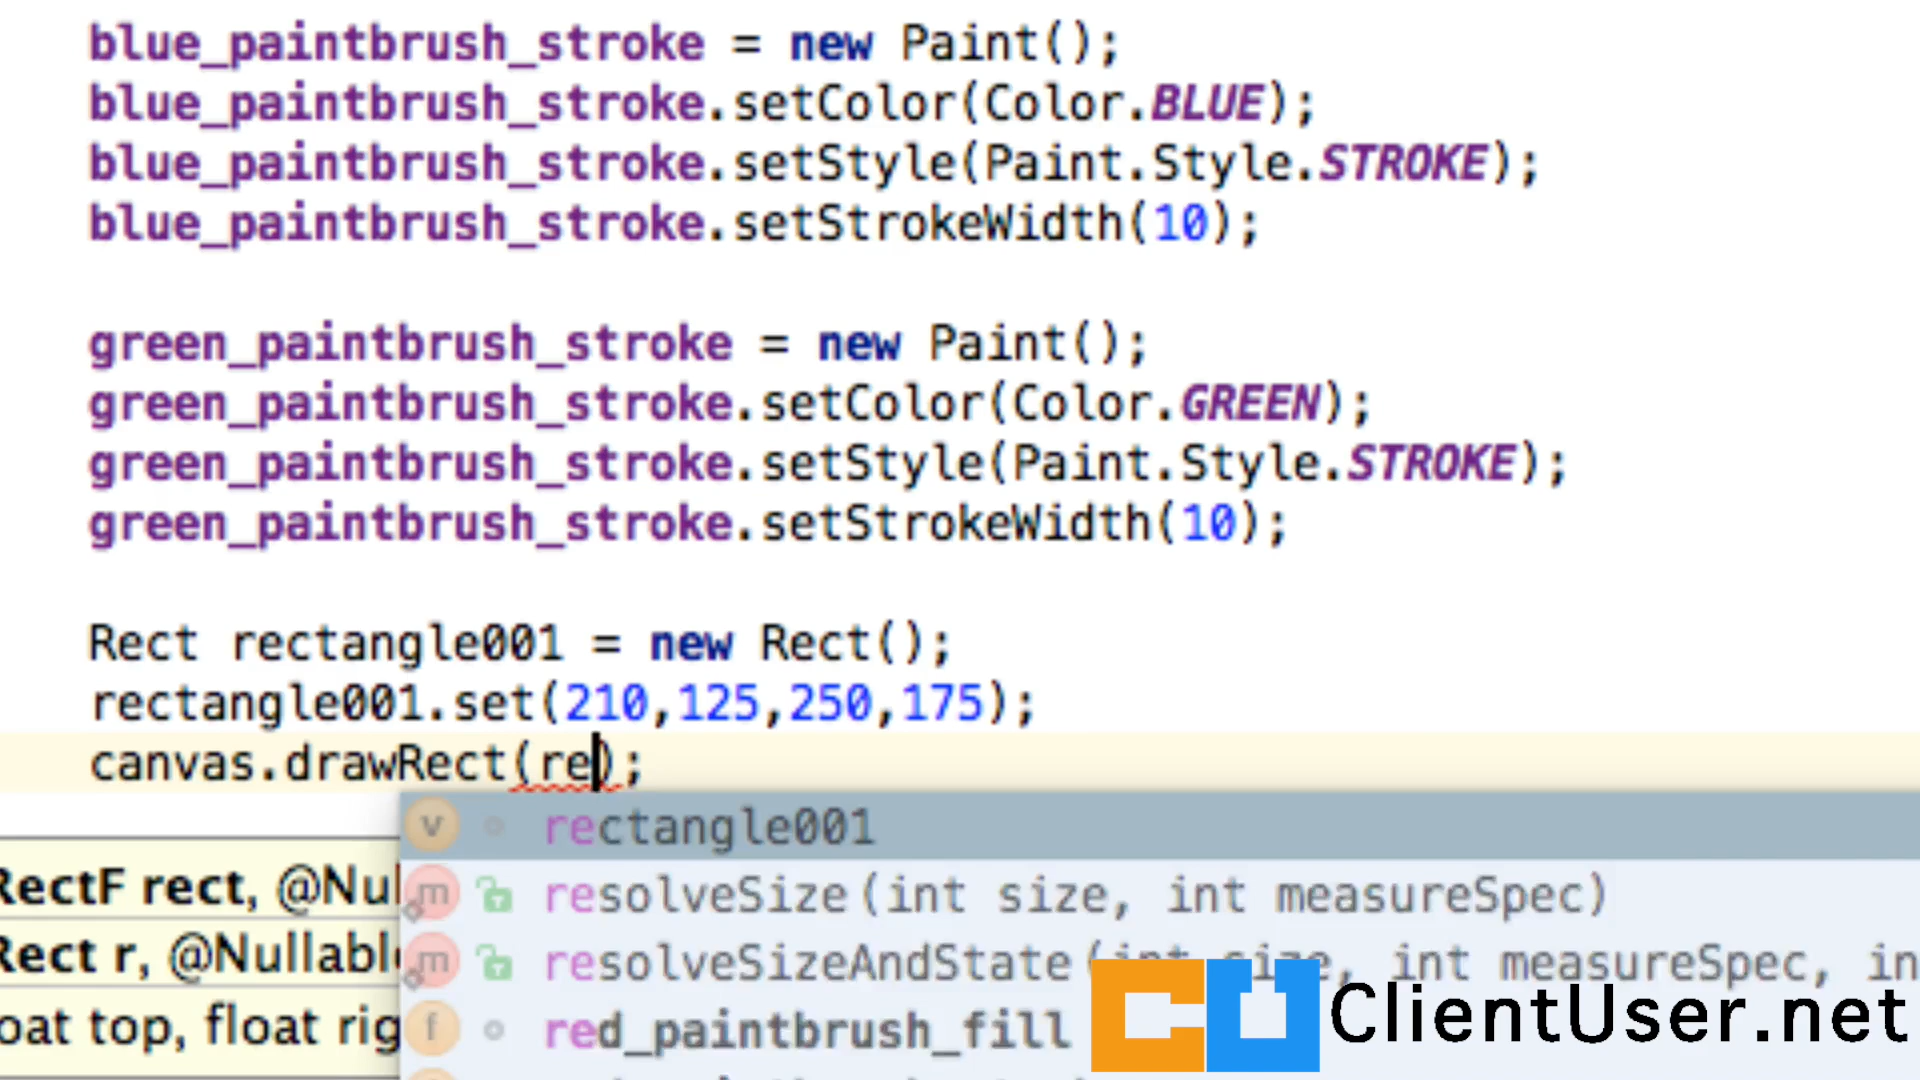 blue_paintbrush_stroke = new Paint();
blue_paintbrush_stroke.setColor(Color.BLUE);
blue_paintbrush_stroke.setStyle(Paint.Style.STROKE);
blue_paintbrush_stroke.setStrokeWidth(10);
green_paintbrush_stroke = new Paint();
green_paintbrush_stroke.setColor(Color.GREEN);
green_paintbrush_stroke.setStyle(Paint.Style.STROKE);
green_paintbrush_stroke.setStrokeWidth(10);
Rect rectangle001 = new Rect();
rectangle001.set(210,125,250,175);
canvas.drawRect(re);
v rectangle001
RectF rect, @Nul
m resolveSize(int size, int measureSpec)
Rect r, @Nullabl
m resolveSizeAndState(int size, int measureSpec, in
oat top, float rig
f red_paintbrush_fill
ClientUser.net